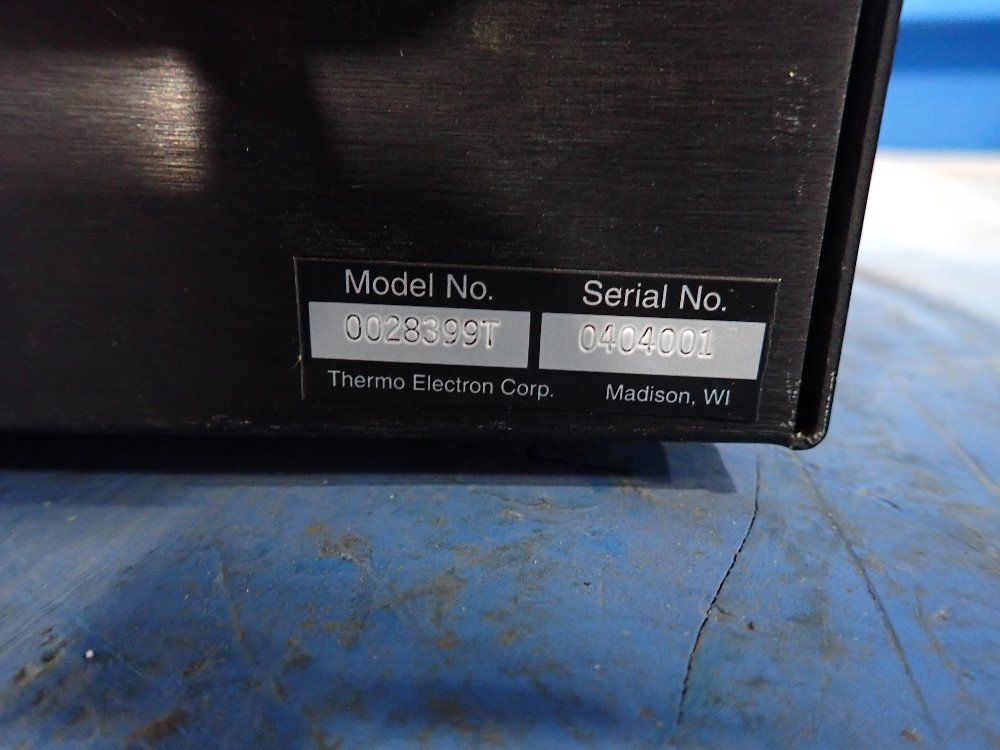 Model No. Serial No.
0028399T 0404001
Thermo Electron Corp. Madison, WI